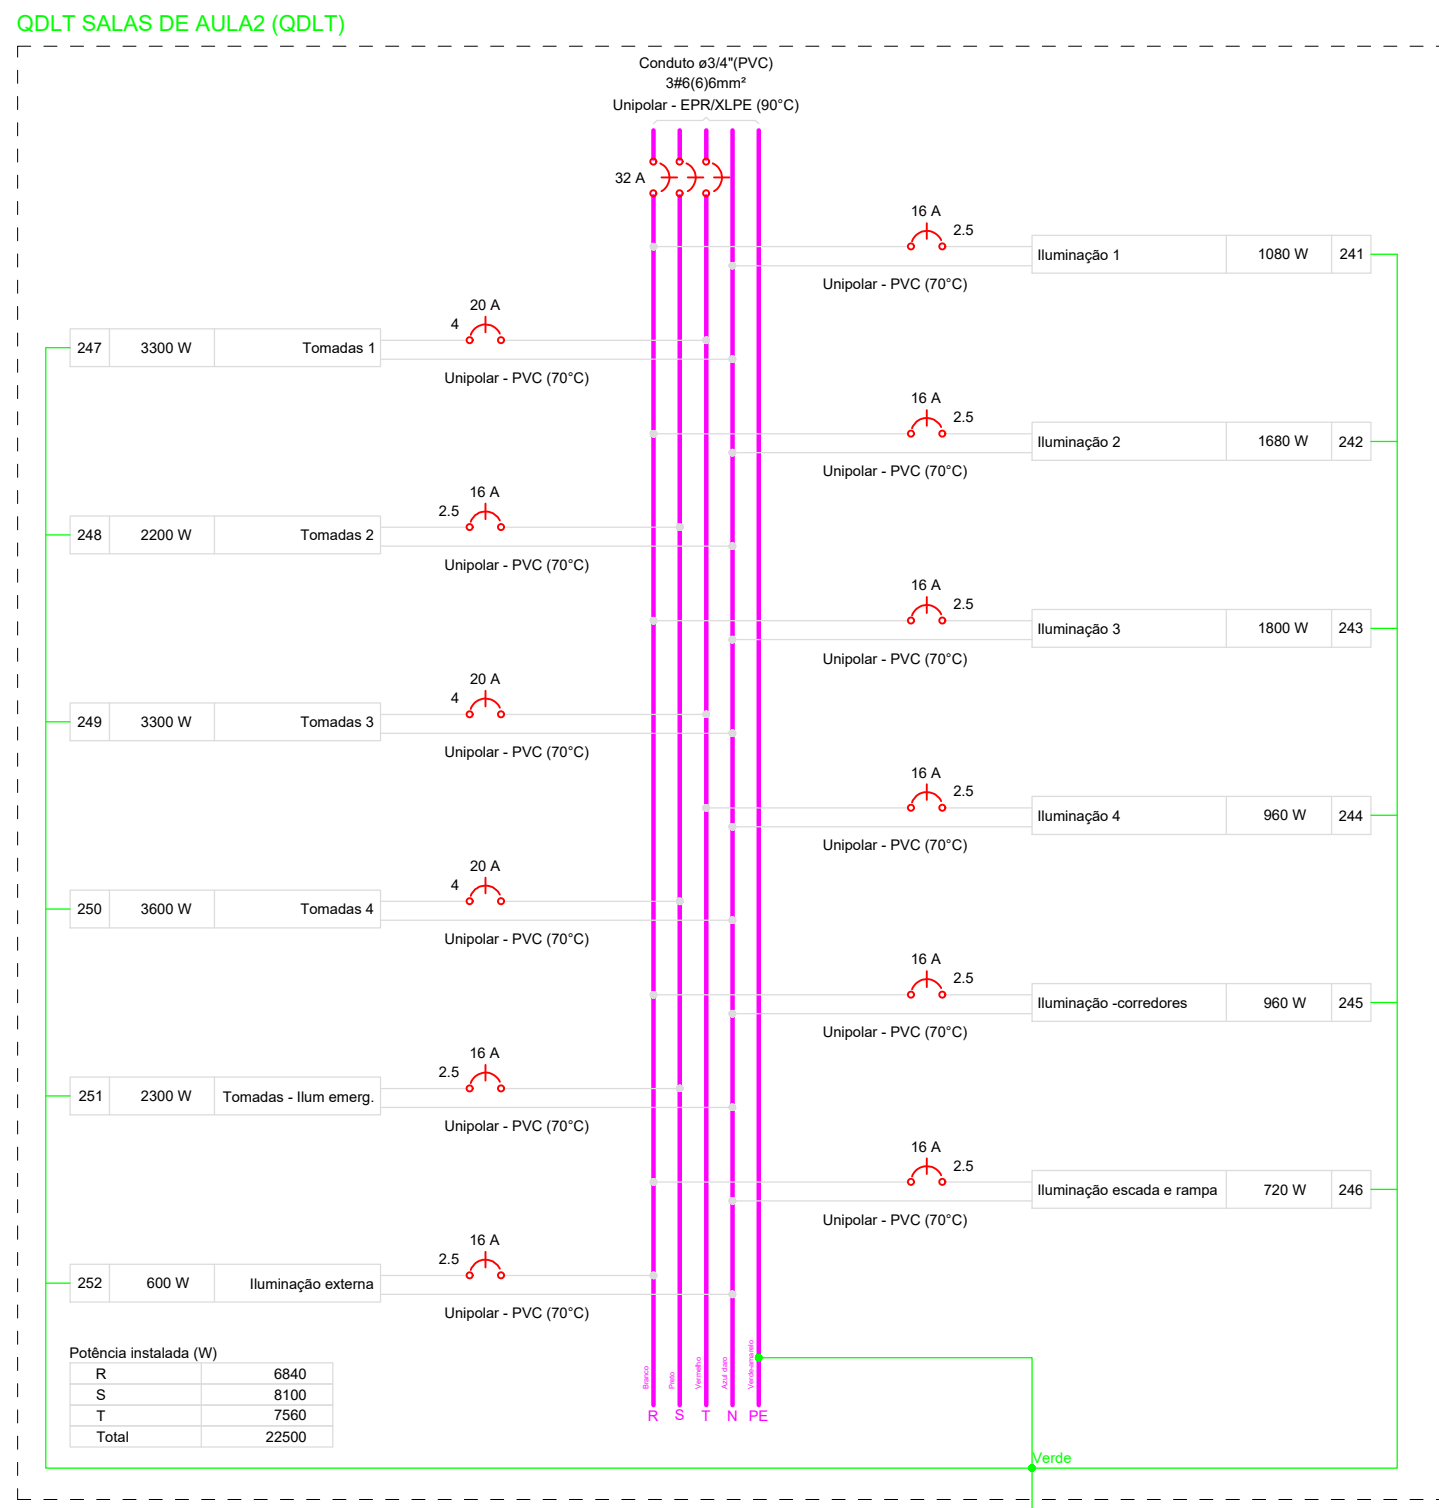 QDLT SALAS DE AULA2 (QDLT)
Conduto ø3/4"(PVC)
3#6(6)6mm²
Unipolar - EPR/XLPE (90°C)
32 A
16 A
2.5
Iluminação 1 1080 W 241
Unipolar - PVC (70°C)
20 A
4
247 3300 W Tomadas 1
Unipolar - PVC (70°C)
16 A
2.5
Iluminação 2 1680 W 242
Unipolar - PVC (70°C)
16 A
2.5
248 2200 W Tomadas 2
Unipolar - PVC (70°C)
16 A
2.5
Iluminação 3 1800 W 243
Unipolar - PVC (70°C)
20 A
4
249 3300 W Tomadas 3
Unipolar - PVC (70°C)
16 A
2.5
Iluminação 4 960 W 244
Unipolar - PVC (70°C)
20 A
4
250 3600 W Tomadas 4
Unipolar - PVC (70°C)
16 A
2.5
Iluminação -corredores 960 W 245
Unipolar - PVC (70°C)
16 A
2.5
251 2300 W Tomadas - Ilum emerg.
Unipolar - PVC (70°C)
16 A
2.5
Iluminação escada e rampa 720 W 246
Unipolar - PVC (70°C)
16 A
2.5
252 600 W Iluminação externa
Unipolar - PVC (70°C)
Potência instalada (W)
R 6840
S 8100
T 7560
Total 22500
Branco
Preto
Vermelho
Azul claro
Verde-amarelo
R S T N PE
Verde